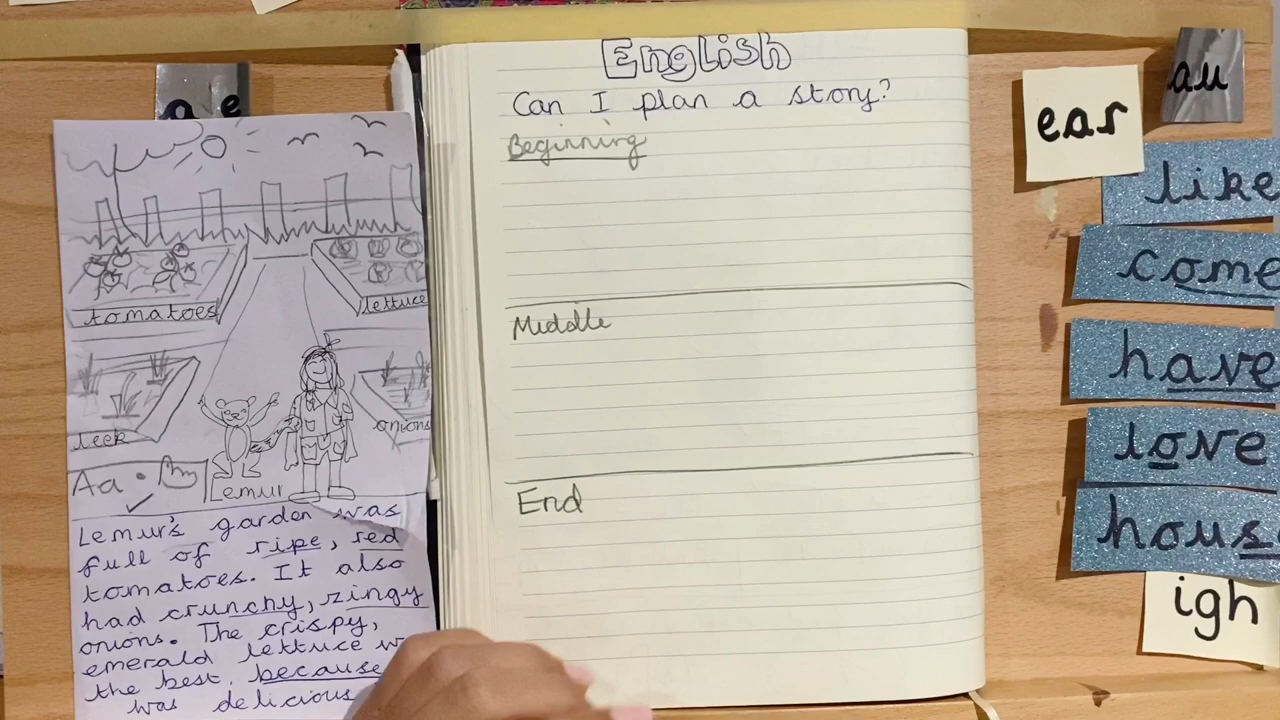 a e
tomatoes
lettuce
leek
onions
Aa
Lemur
Lemur's garden was
full of ripe, red
tomatoes. It also
had crunchy, zingy
onions. The crispy,
emerald lettuce
the best, because
was delicious
English
Can I plan a story?
Beginning
Middle
End
ear
au
like
come
have
love
house
igh